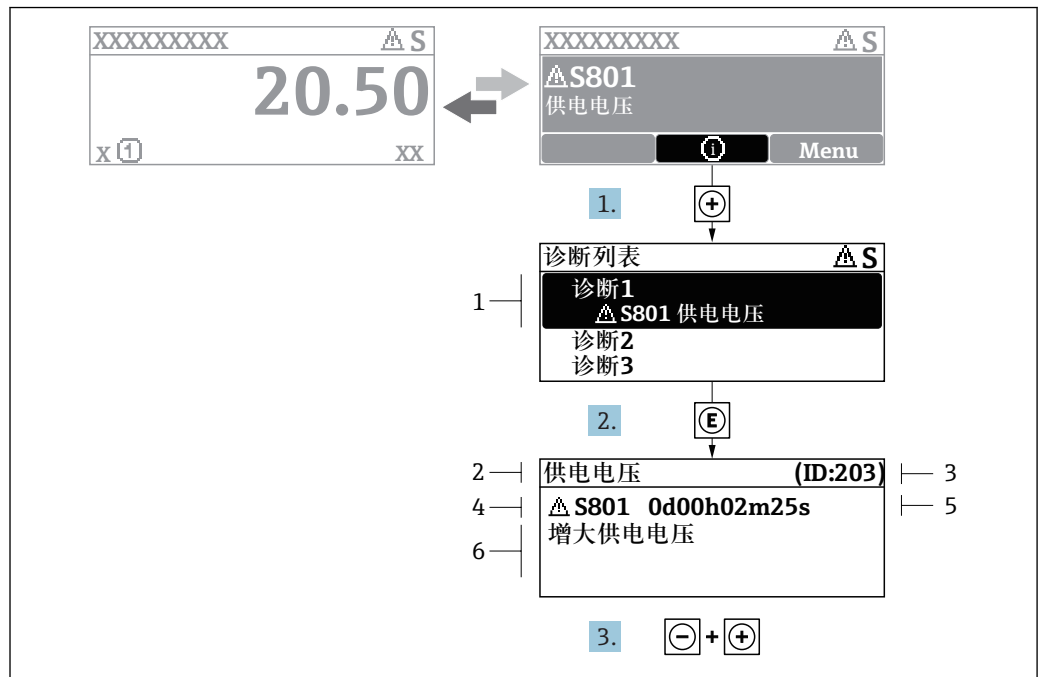 XXXXXXXXX ⚠ S
20.50
x 1 XX
XXXXXXXXX ⚠ S
⚠ S801
供电电压
i Menu
1. +
诊断列表 ⚠ S
1
诊断1
⚠ S801 供电电压
诊断2
诊断3
2. E
2 供电电压 (ID:203) 3
4 ⚠ S801 0d00h02m25s 5
6 增大供电电压
3. - + +